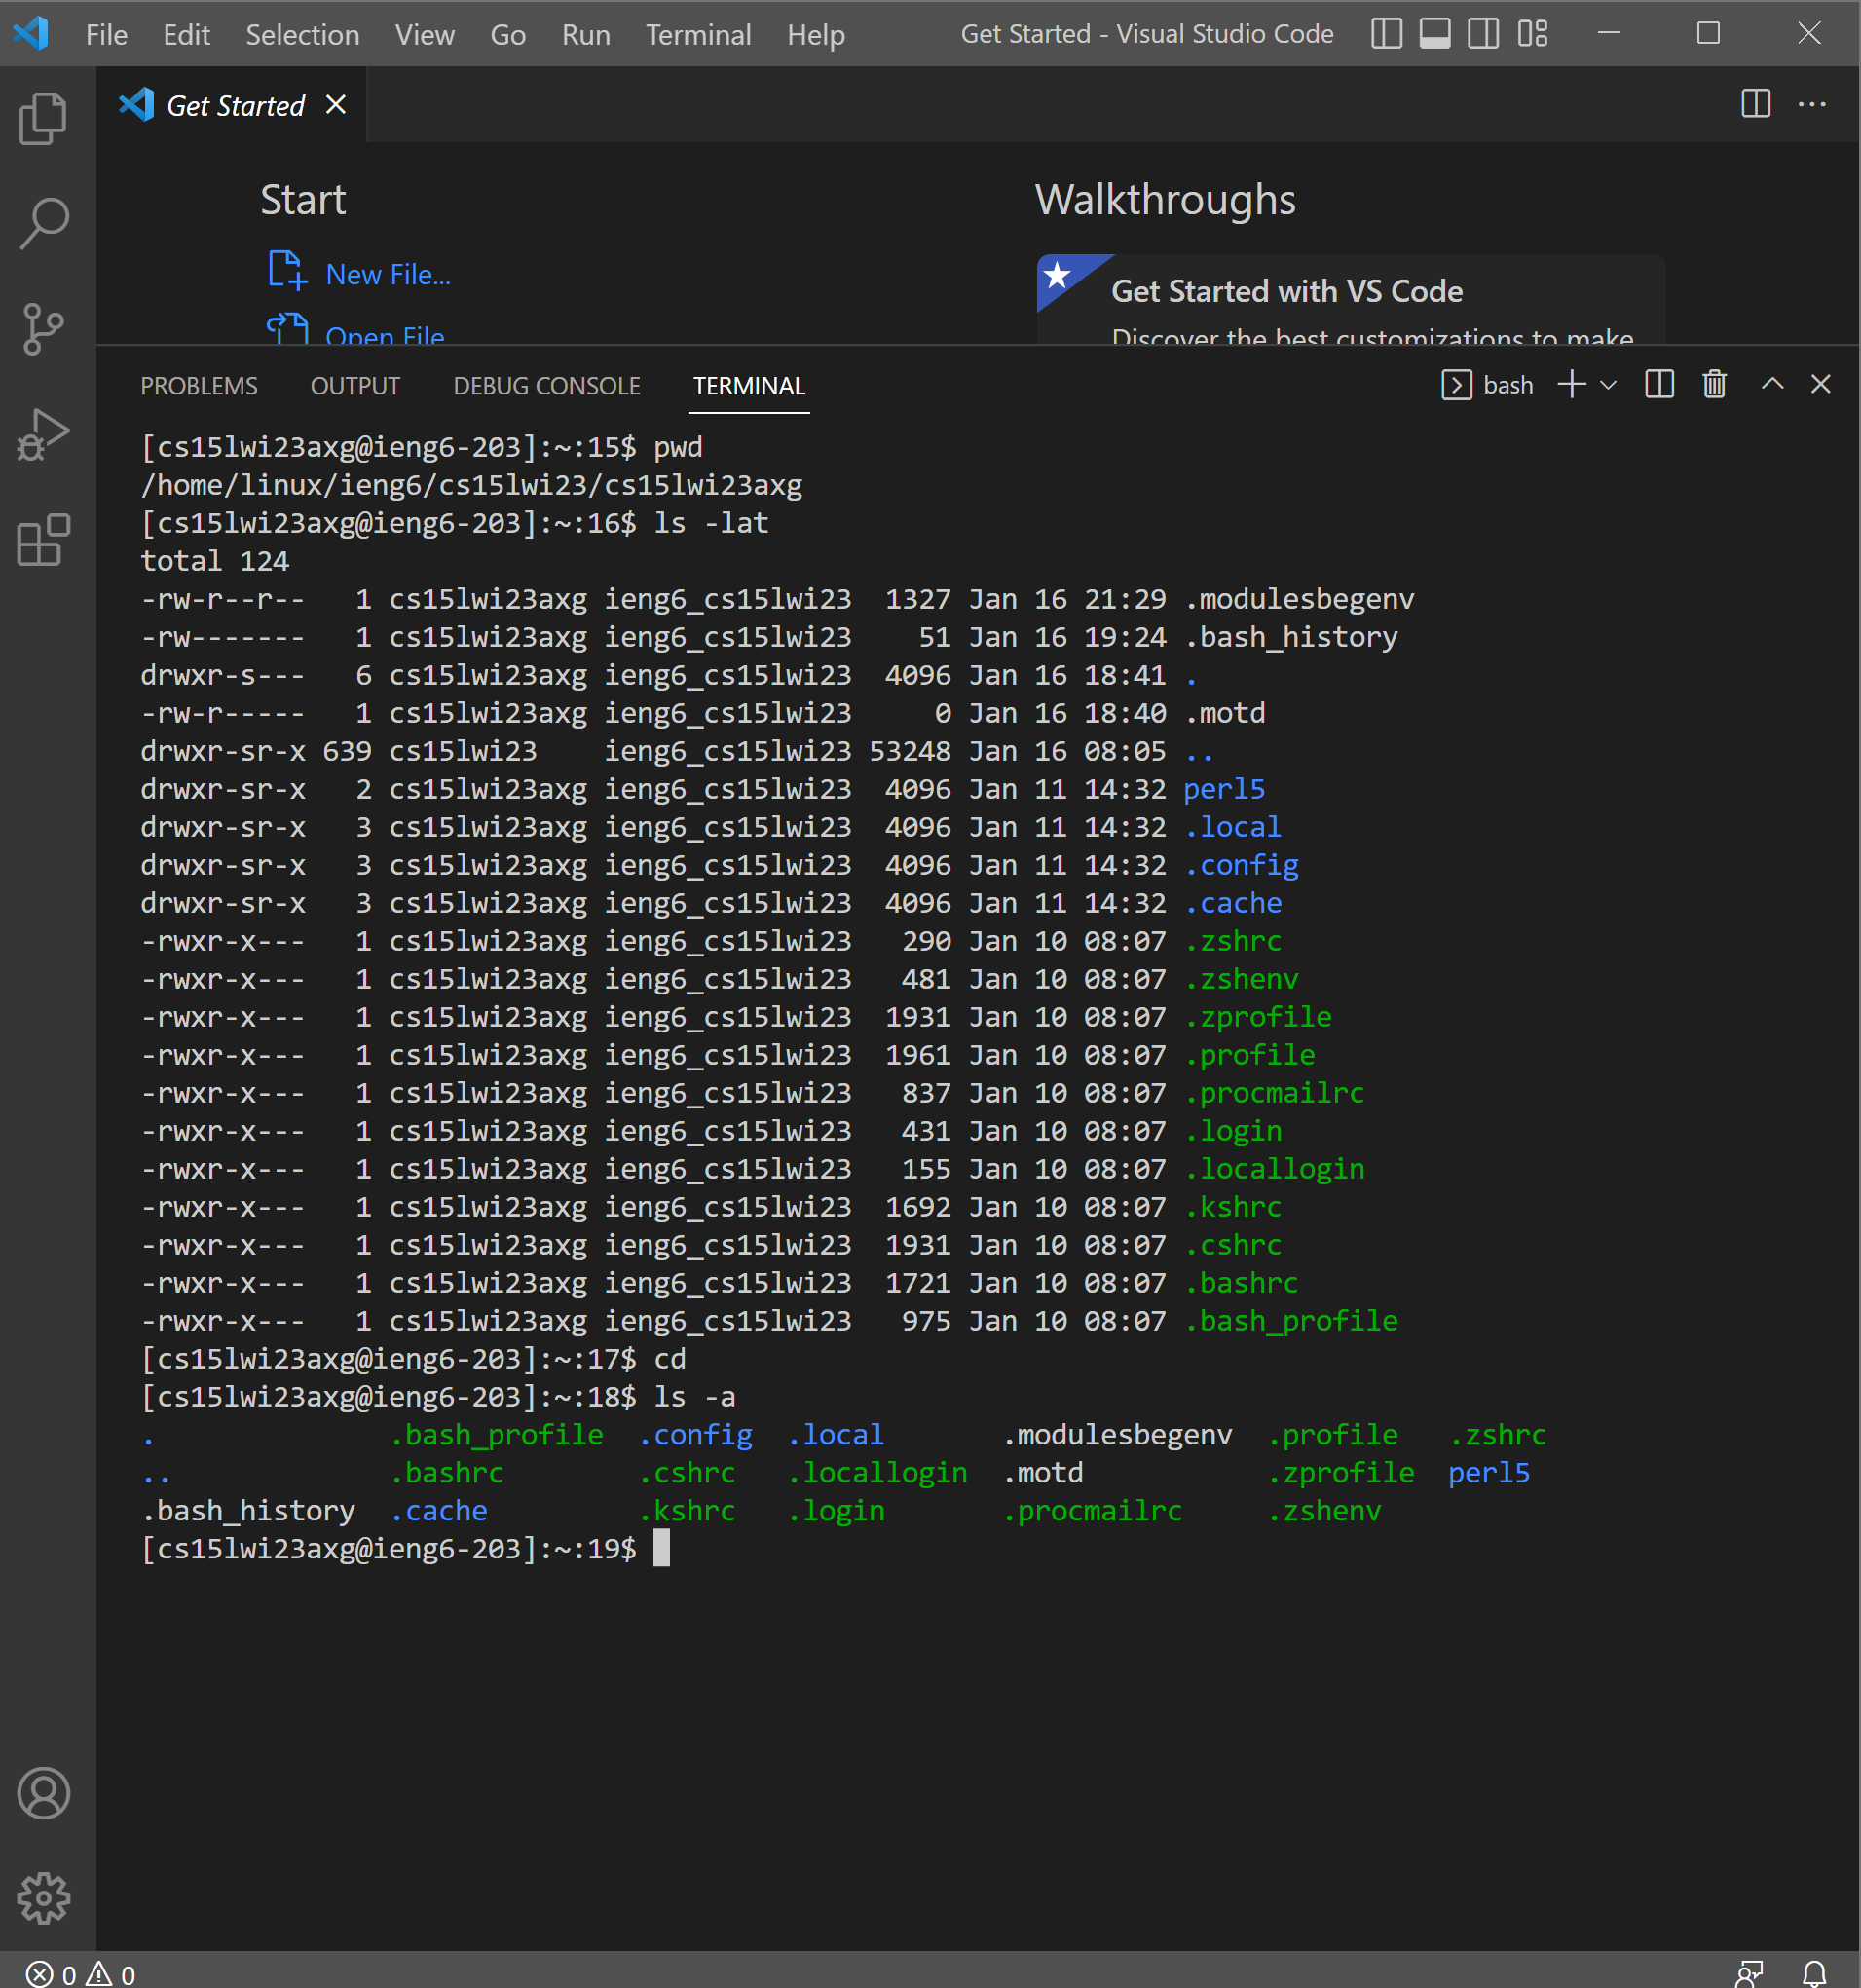 File Edit Selection View Go Run Terminal Help Get Started - Visual Studio Code
Get Started
Start
Walkthroughs
New File...
Get Started with VS Code
Open File
Discover the best customizations to make
PROBLEMS OUTPUT DEBUG CONSOLE TERMINAL bash
[cs15lwi23axg@ieng6-203]:~:15$ pwd
/home/linux/ieng6/cs15lwi23/cs15lwi23axg
[cs15lwi23axg@ieng6-203]:~:16$ ls -lat
total 124
-rw-r--r--   1 cs15lwi23axg ieng6_cs15lwi23  1327 Jan 16 21:29 .modulesbegenv
-rw-------   1 cs15lwi23axg ieng6_cs15lwi23    51 Jan 16 19:24 .bash_history
drwxr-s---   6 cs15lwi23axg ieng6_cs15lwi23  4096 Jan 16 18:41 .
-rw-r-----   1 cs15lwi23axg ieng6_cs15lwi23     0 Jan 16 18:40 .motd
drwxr-sr-x 639 cs15lwi23    ieng6_cs15lwi23 53248 Jan 16 08:05 ..
drwxr-sr-x   2 cs15lwi23axg ieng6_cs15lwi23  4096 Jan 11 14:32 perl5
drwxr-sr-x   3 cs15lwi23axg ieng6_cs15lwi23  4096 Jan 11 14:32 .local
drwxr-sr-x   3 cs15lwi23axg ieng6_cs15lwi23  4096 Jan 11 14:32 .config
drwxr-sr-x   3 cs15lwi23axg ieng6_cs15lwi23  4096 Jan 11 14:32 .cache
-rwxr-x---   1 cs15lwi23axg ieng6_cs15lwi23   290 Jan 10 08:07 .zshrc
-rwxr-x---   1 cs15lwi23axg ieng6_cs15lwi23   481 Jan 10 08:07 .zshenv
-rwxr-x---   1 cs15lwi23axg ieng6_cs15lwi23  1931 Jan 10 08:07 .zprofile
-rwxr-x---   1 cs15lwi23axg ieng6_cs15lwi23  1961 Jan 10 08:07 .profile
-rwxr-x---   1 cs15lwi23axg ieng6_cs15lwi23   837 Jan 10 08:07 .procmailrc
-rwxr-x---   1 cs15lwi23axg ieng6_cs15lwi23   431 Jan 10 08:07 .login
-rwxr-x---   1 cs15lwi23axg ieng6_cs15lwi23   155 Jan 10 08:07 .locallogin
-rwxr-x---   1 cs15lwi23axg ieng6_cs15lwi23  1692 Jan 10 08:07 .kshrc
-rwxr-x---   1 cs15lwi23axg ieng6_cs15lwi23  1931 Jan 10 08:07 .cshrc
-rwxr-x---   1 cs15lwi23axg ieng6_cs15lwi23  1721 Jan 10 08:07 .bashrc
-rwxr-x---   1 cs15lwi23axg ieng6_cs15lwi23   975 Jan 10 08:07 .bash_profile
[cs15lwi23axg@ieng6-203]:~:17$ cd
[cs15lwi23axg@ieng6-203]:~:18$ ls -a
.              .bash_profile  .config  .local       .modulesbegenv  .profile   .zshrc
..             .bashrc        .cshrc   .locallogin  .motd           .zprofile  perl5
.bash_history  .cache         .kshrc   .login       .procmailrc     .zshenv
[cs15lwi23axg@ieng6-203]:~:19$
0 0